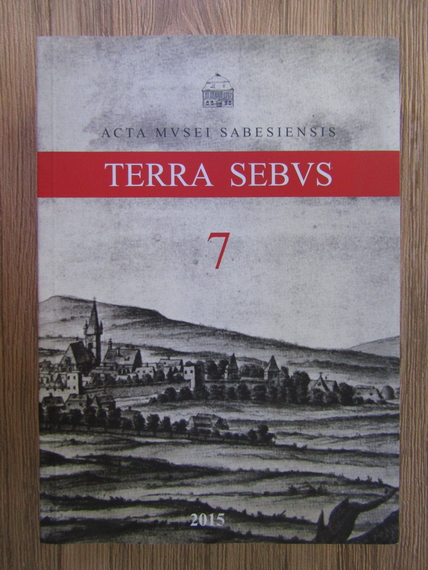 ACTA MVSEI SABESIENSIS
TERRA SEBVS
7
2015